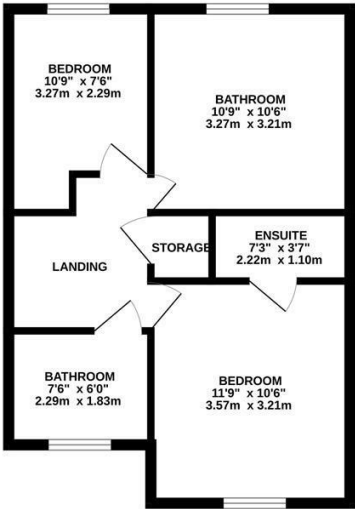 BEDROOM
10'9" x 7'6"
3.27m x 2.29m
BATHROOM
10'9" x 10'6"
3.27m x 3.21m
STORAGE
ENSUITE
7'3" x 3'7"
2.22m x 1.10m
LANDING
BATHROOM
7'6" x 6'0"
2.29m x 1.83m
BEDROOM
11'9" x 10'6"
3.57m x 3.21m